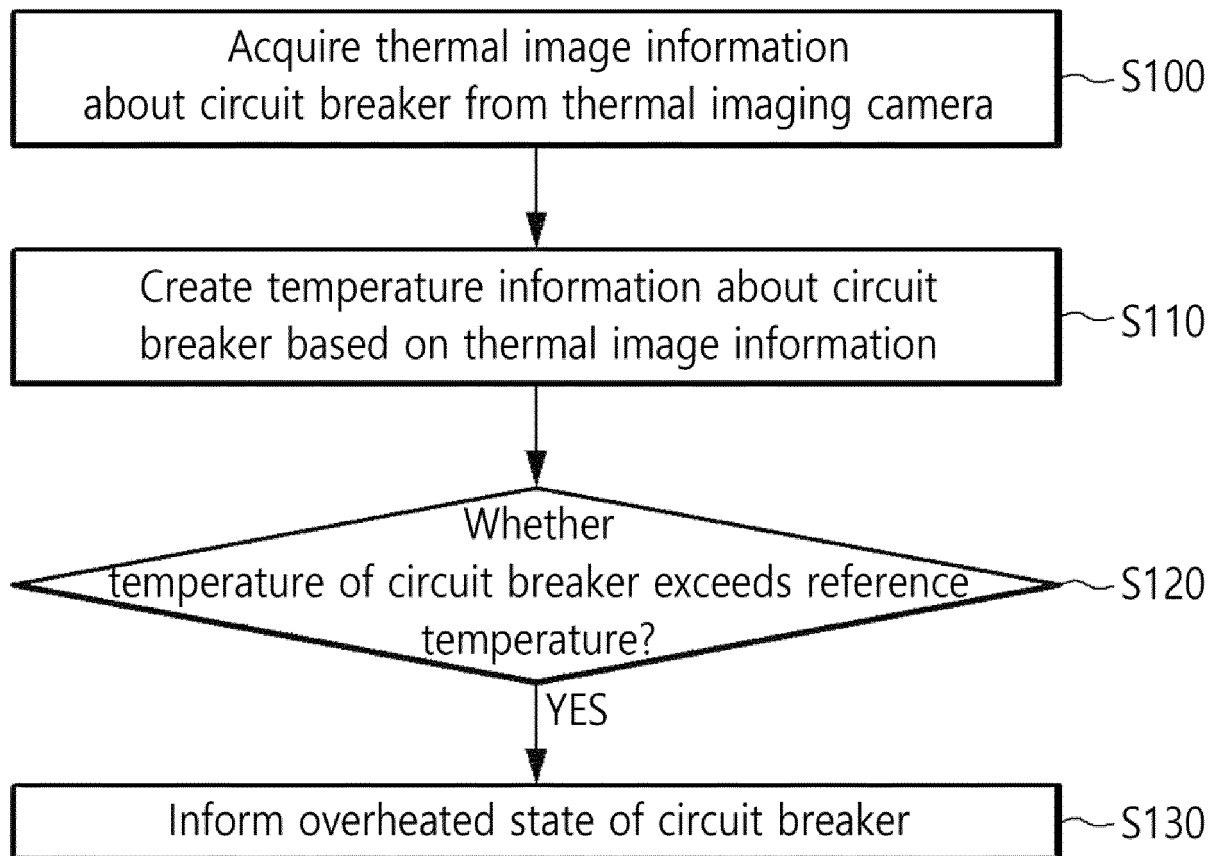 Acquire thermal image information
about circuit breaker from thermal imaging camera
S100
Create temperature information about circuit
breaker based on thermal image information
S110
Whether
temperature of circuit breaker exceeds reference
temperature?
S120
YES
Inform overheated state of circuit breaker
S130